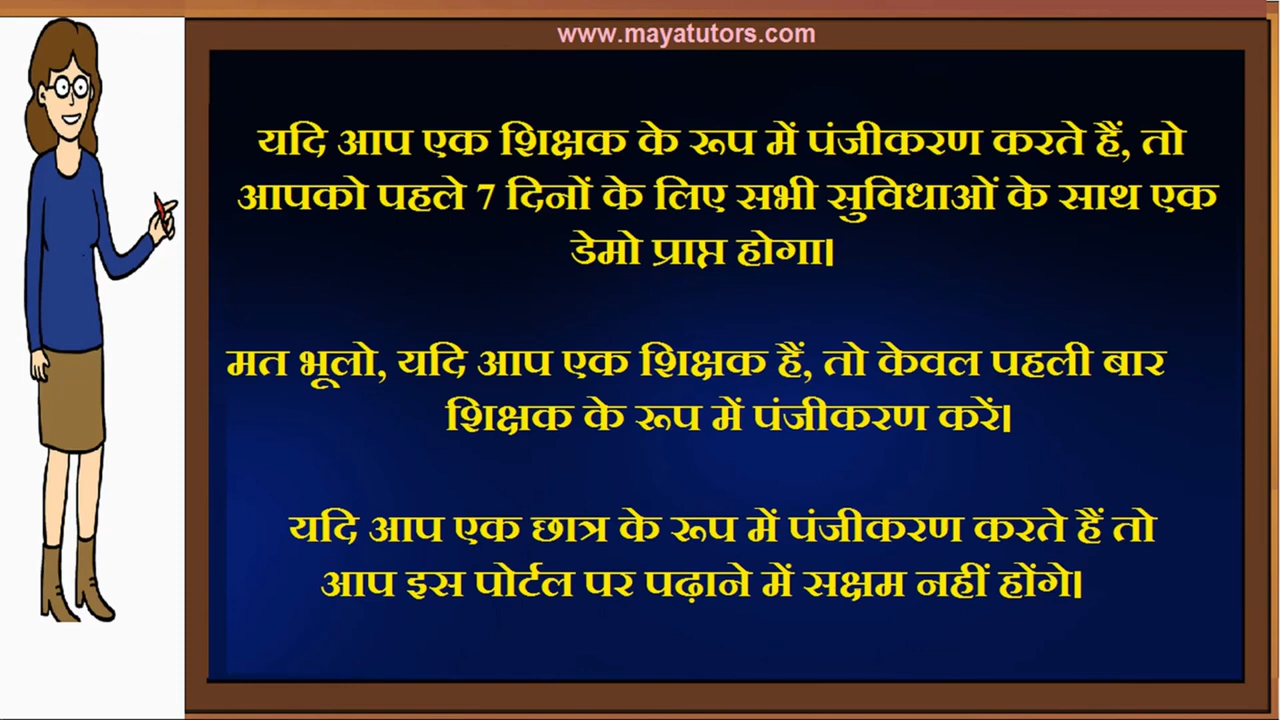 www.mayatutors.com
यदि आप एक शिक्षक के रूप में पंजीकरण करते हैं, तो
आपको पहले 7 दिनों के लिए सभी सुविधाओं के साथ एक
डेमो प्राप्त होगा।
मत भूलो, यदि आप एक शिक्षक हैं, तो केवल पहली बार
शिक्षक के रूप में पंजीकरण करें।
यदि आप एक छात्र के रूप में पंजीकरण करते हैं तो
आप इस पोर्टल पर पढ़ाने में सक्षम नहीं होंगे।